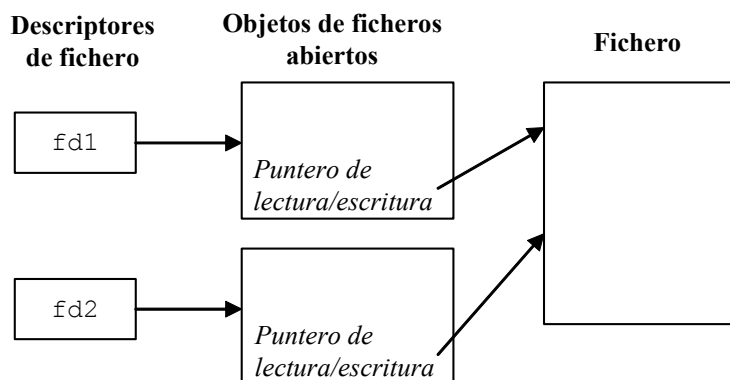 Descriptores
de fichero
Objetos de ficheros
abiertos
Fichero
fd1
Puntero de
lectura/escritura
fd2
Puntero de
lectura/escritura